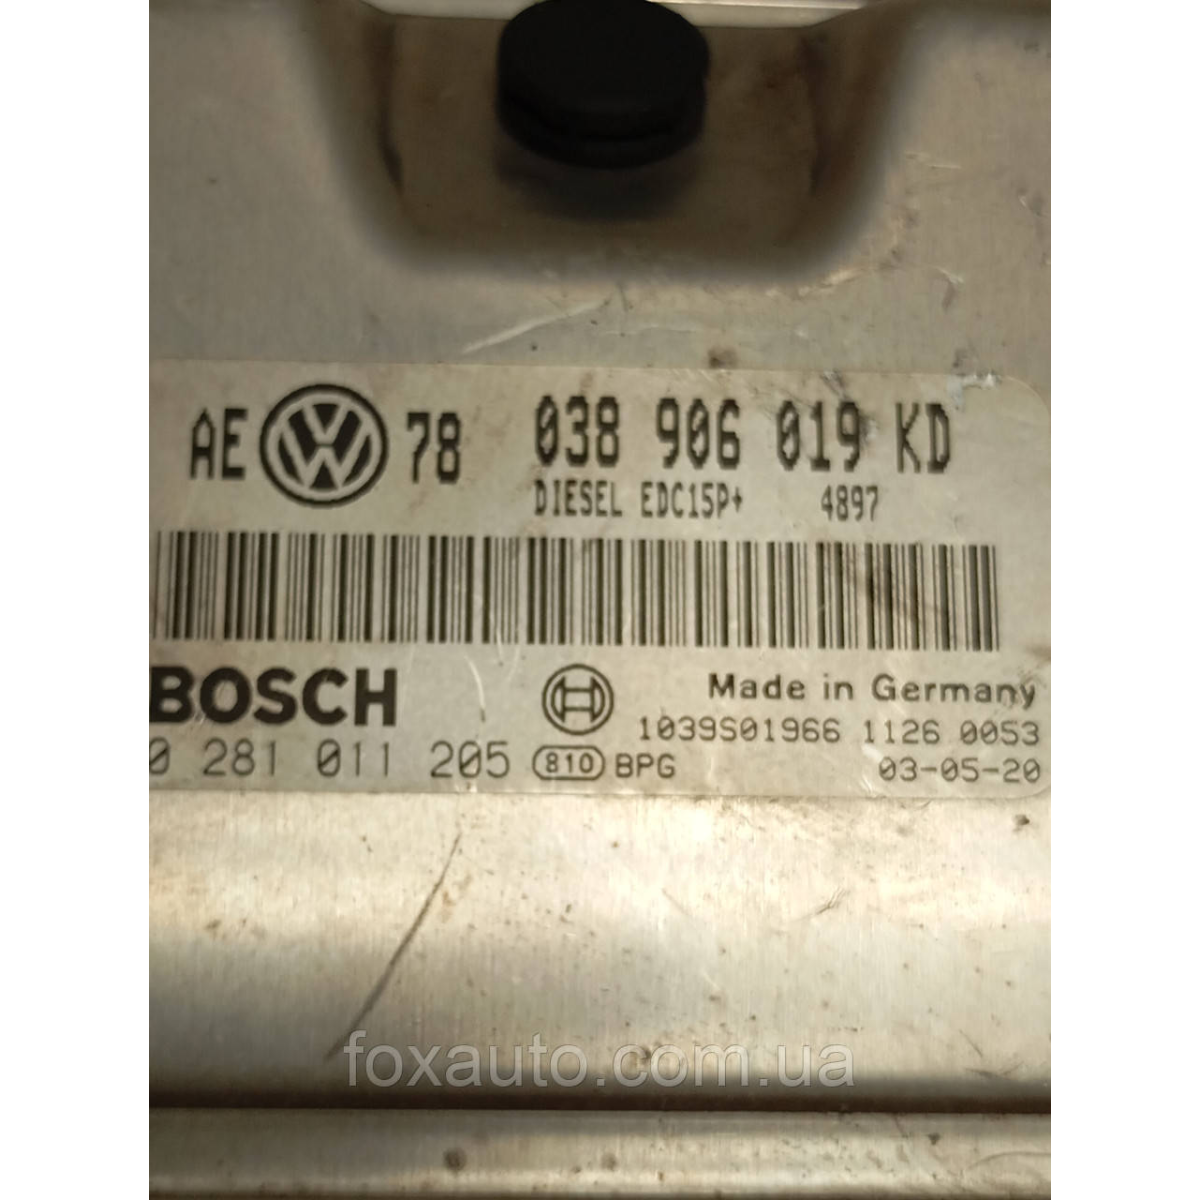 AE VW 78 038 906 019 KD
DIESEL EDC15P+ 4897
BOSCH
Made in Germany
1039S01966 1126 0053
0 281 011 205 810 BPG 03-05-20
foxauto.com.ua